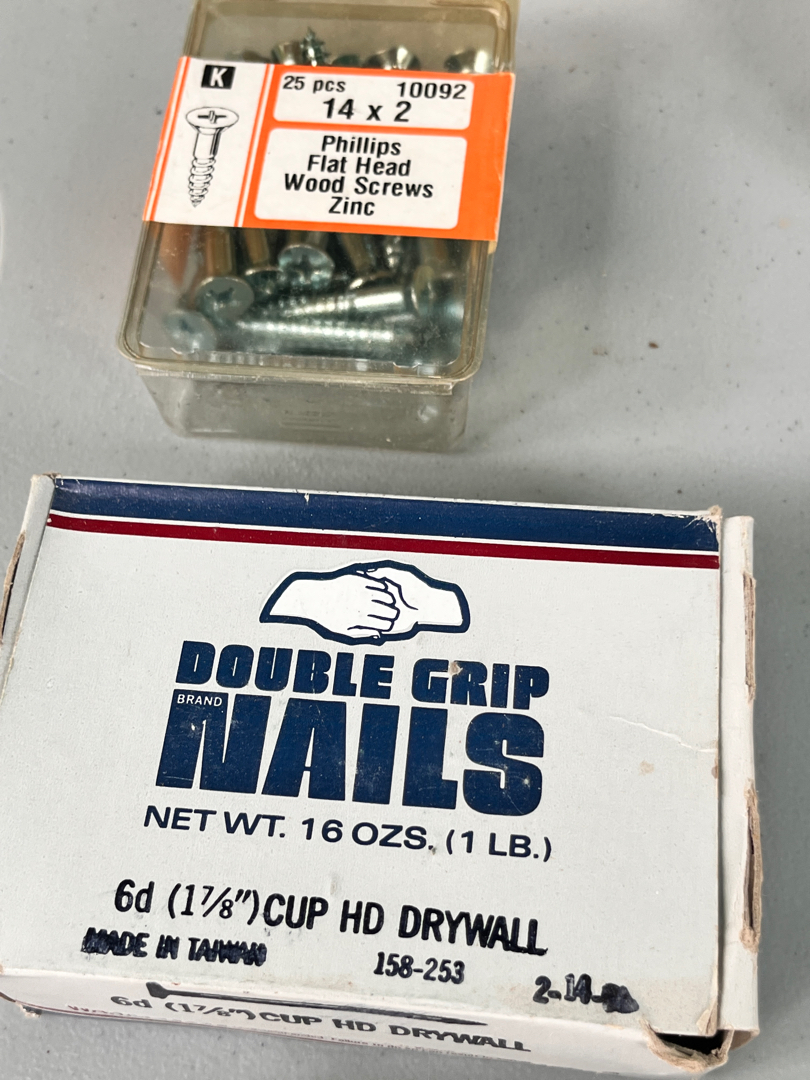 K
25 pcs 10092
14 x 2
Phillips
Flat Head
Wood Screws
Zinc
DOUBLE GRIP
BRAND
NAILS
NET WT. 16 OZS. (1 LB.)
6d (1⅞")CUP HD DRYWALL
MADE IN TAIWAN
158-253
2-14-
6d (1⅞")CUP HD DRYWALL